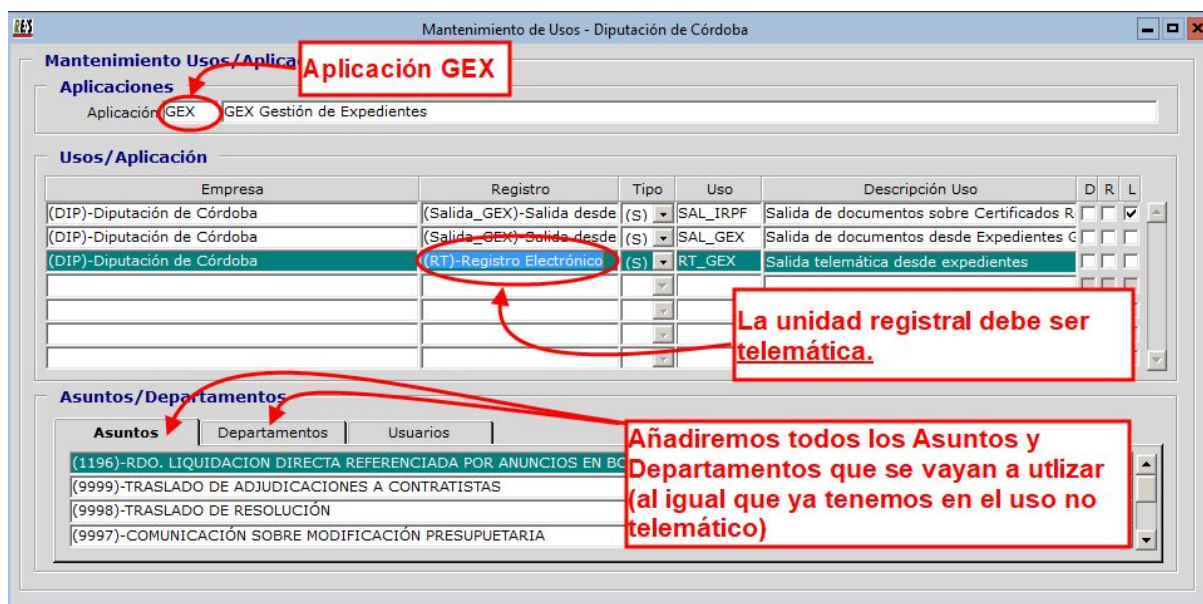 RES
Mantenimiento de Usos - Diputación de Córdoba
Mantenimiento Usos/Aplica
Aplicación GEX
Aplicaciones
Aplicación GEX GEX Gestión de Expedientes
Usos/Aplicación
Empresa Registro Tipo Uso Descripción Uso D R L
(DIP)-Diputación de Córdoba (Salida_GEX)-Salida desde (S) SAL_IRPF Salida de documentos sobre Certificados R
(DIP)-Diputación de Córdoba (Salida_GEX)-Salida desde (S) SAL_GEX Salida de documentos desde Expedientes G
(DIP)-Diputación de Córdoba (RT)-Registro Electrónico (S) RT_GEX Salida telemática desde expedientes
La unidad registral debe ser
telemática.
Asuntos/Departamentos
Asuntos Departamentos Usuarios
(1196)-RDO. LIQUIDACION DIRECTA REFERENCIADA POR ANUNCIOS EN BO
(9999)-TRASLADO DE ADJUDICACIONES A CONTRATISTAS
(9998)-TRASLADO DE RESOLUCIÓN
(9997)-COMUNICACIÓN SOBRE MODIFICACIÓN PRESUPUETARIA
Añadiremos todos los Asuntos y
Departamentos que se vayan a utlizar
(al igual que ya tenemos en el uso no
telemático)